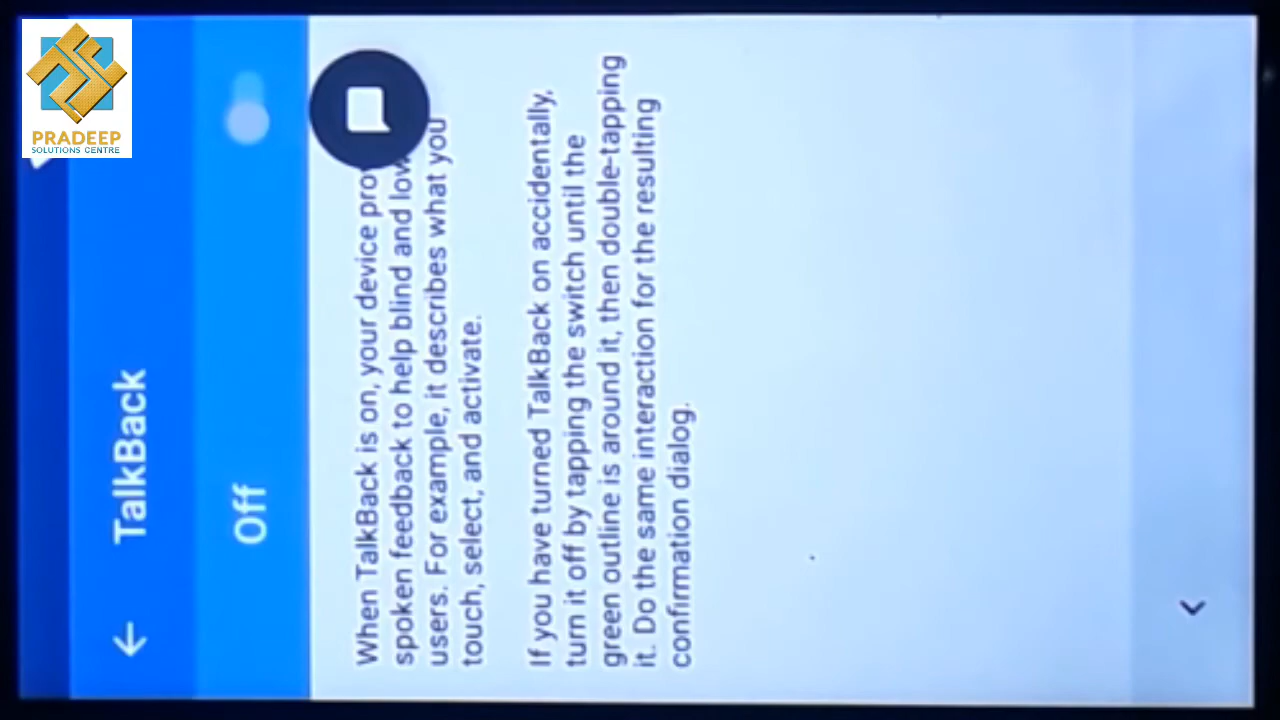 PRADEEP
SOLUTIONS CENTRE
TalkBack
Off
When TalkBack is on, your device
spoken feedback to help blind and
users. For example, it describes what you
touch, select, and activate.
If you have turned TalkBack on accidentally,
turn it off by tapping the switch until the
green outline is around it, then double-tapping
it. Do the same interaction for the resulting
confirmation dialog.